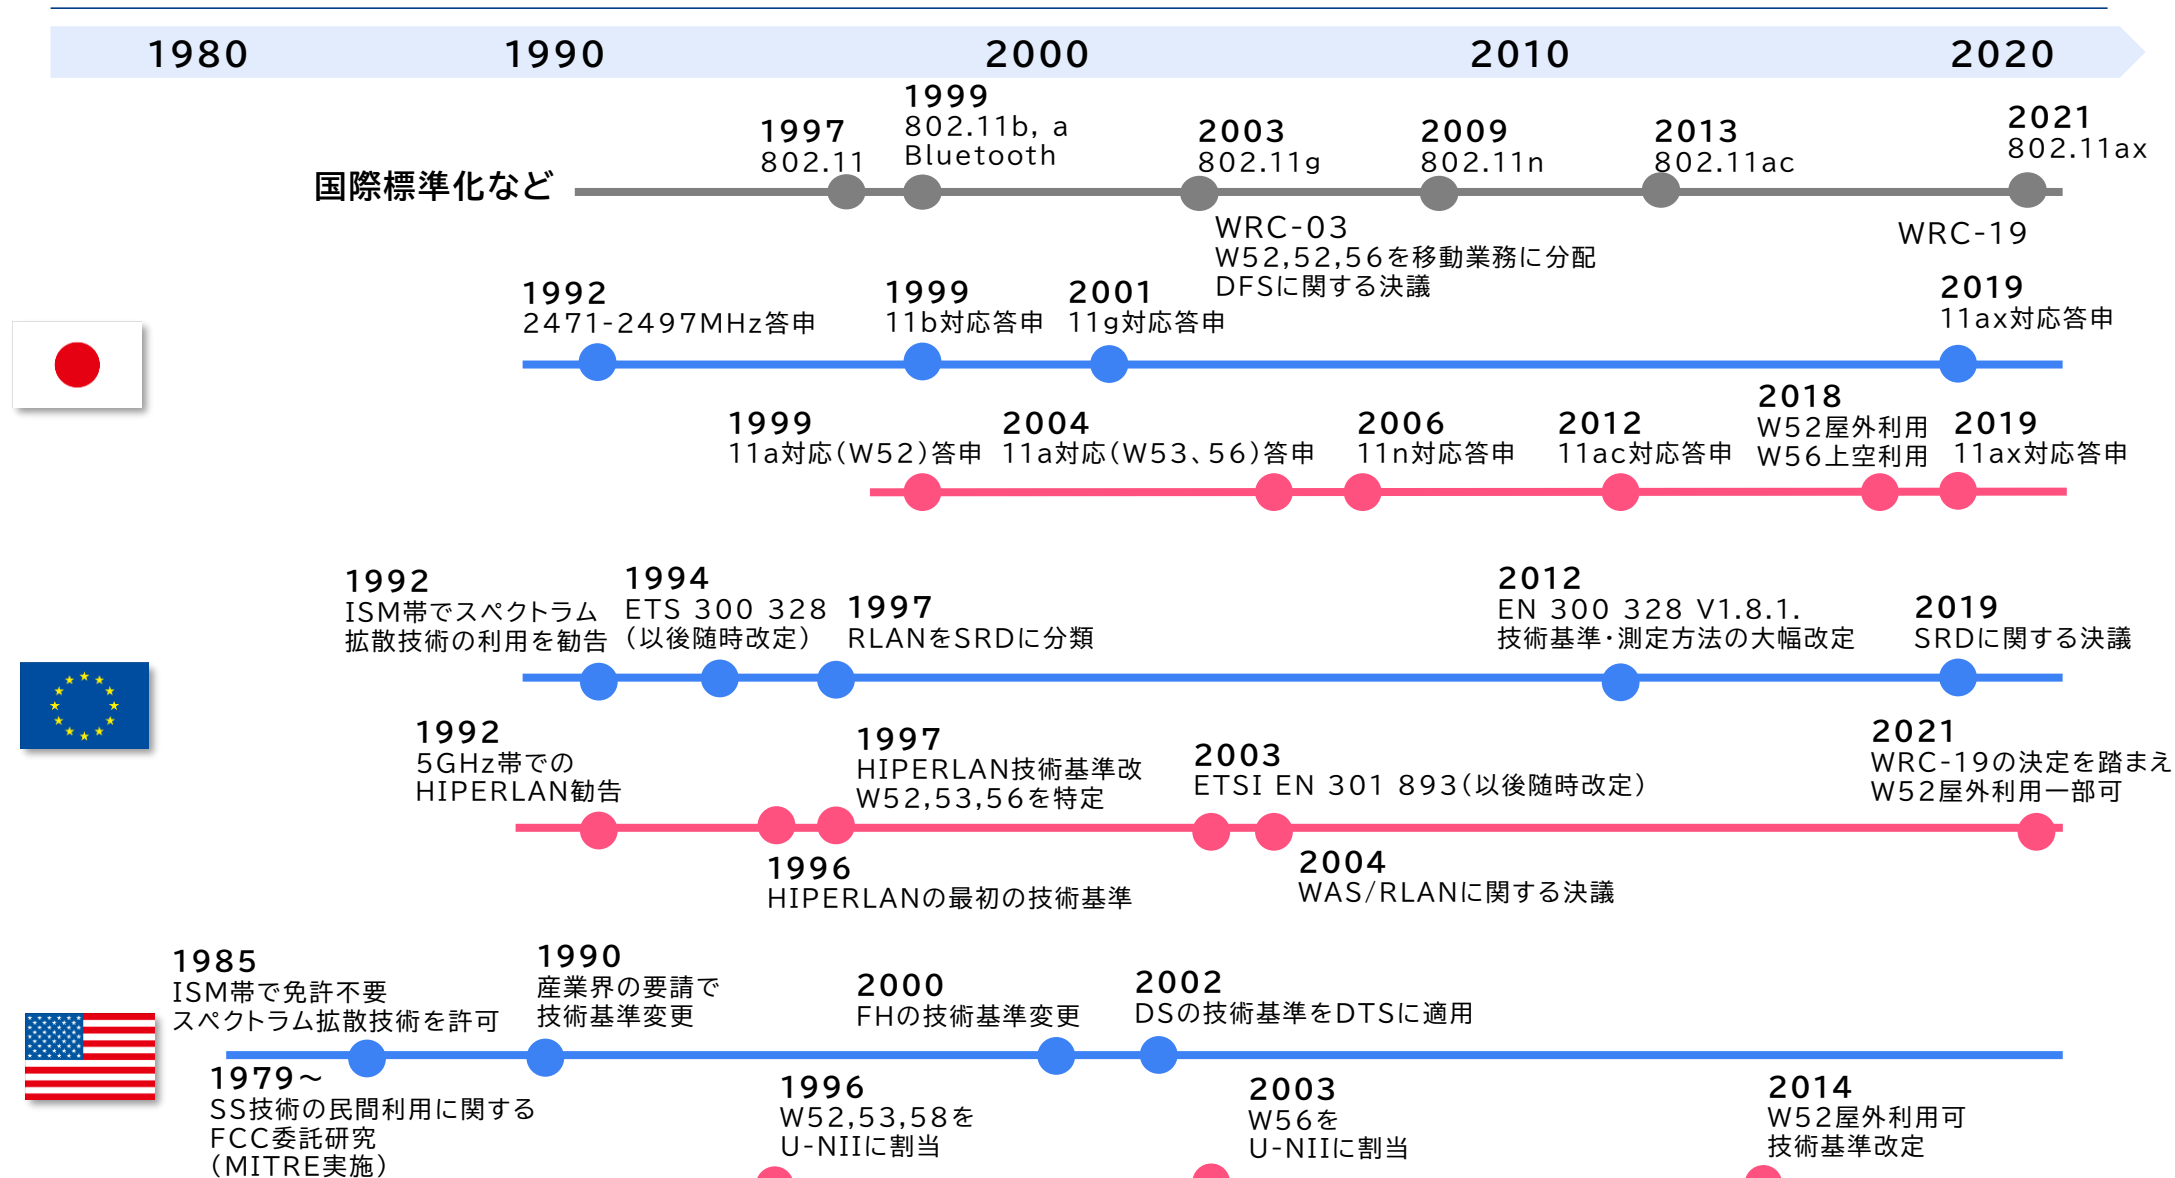 1980 1990 2000 2010 2020
国際標準化など
1997
802.11
1999
802.11b, a
Bluetooth
2003
802.11g
2009
802.11n
2013
802.11ac
2021
802.11ax
WRC-03
W52,52,56を移動業務に分配
DFSに関する決議
WRC-19
1992
2471-2497MHz答申
1999
11b対応答申
2001
11g対応答申
2019
11ax対応答申
1999
11a対応(W52)答申
2004
11a対応(W53、56)答申
2006
11n対応答申
2012
11ac対応答申
2018
W52屋外利用
W56上空利用
2019
11ax対応答申
1992
ISM帯でスペクトラム
拡散技術の利用を勧告
1994
ETS 300 328
(以後随時改定)
1997
RLANをSRDに分類
2012
EN 300 328 V1.8.1.
技術基準・測定方法の大幅改定
2019
SRDに関する決議
1992
5GHz帯での
HIPERLAN勧告
1997
HIPERLAN技術基準改
W52,53,56を特定
2003
ETSI EN 301 893(以後随時改定)
2021
WRC-19の決定を踏まえ
W52屋外利用一部可
1996
HIPERLANの最初の技術基準
2004
WAS/RLANに関する決議
1985
ISM帯で免許不要
スペクトラム拡散技術を許可
1990
産業界の要請で
技術基準変更
2000
FHの技術基準変更
2002
DSの技術基準をDTSに適用
1979~
SS技術の民間利用に関する
FCC委託研究
(MITRE実施)
1996
W52,53,58を
U-NIIに割当
2003
W56を
U-NIIに割当
2014
W52屋外利用可
技術基準改定